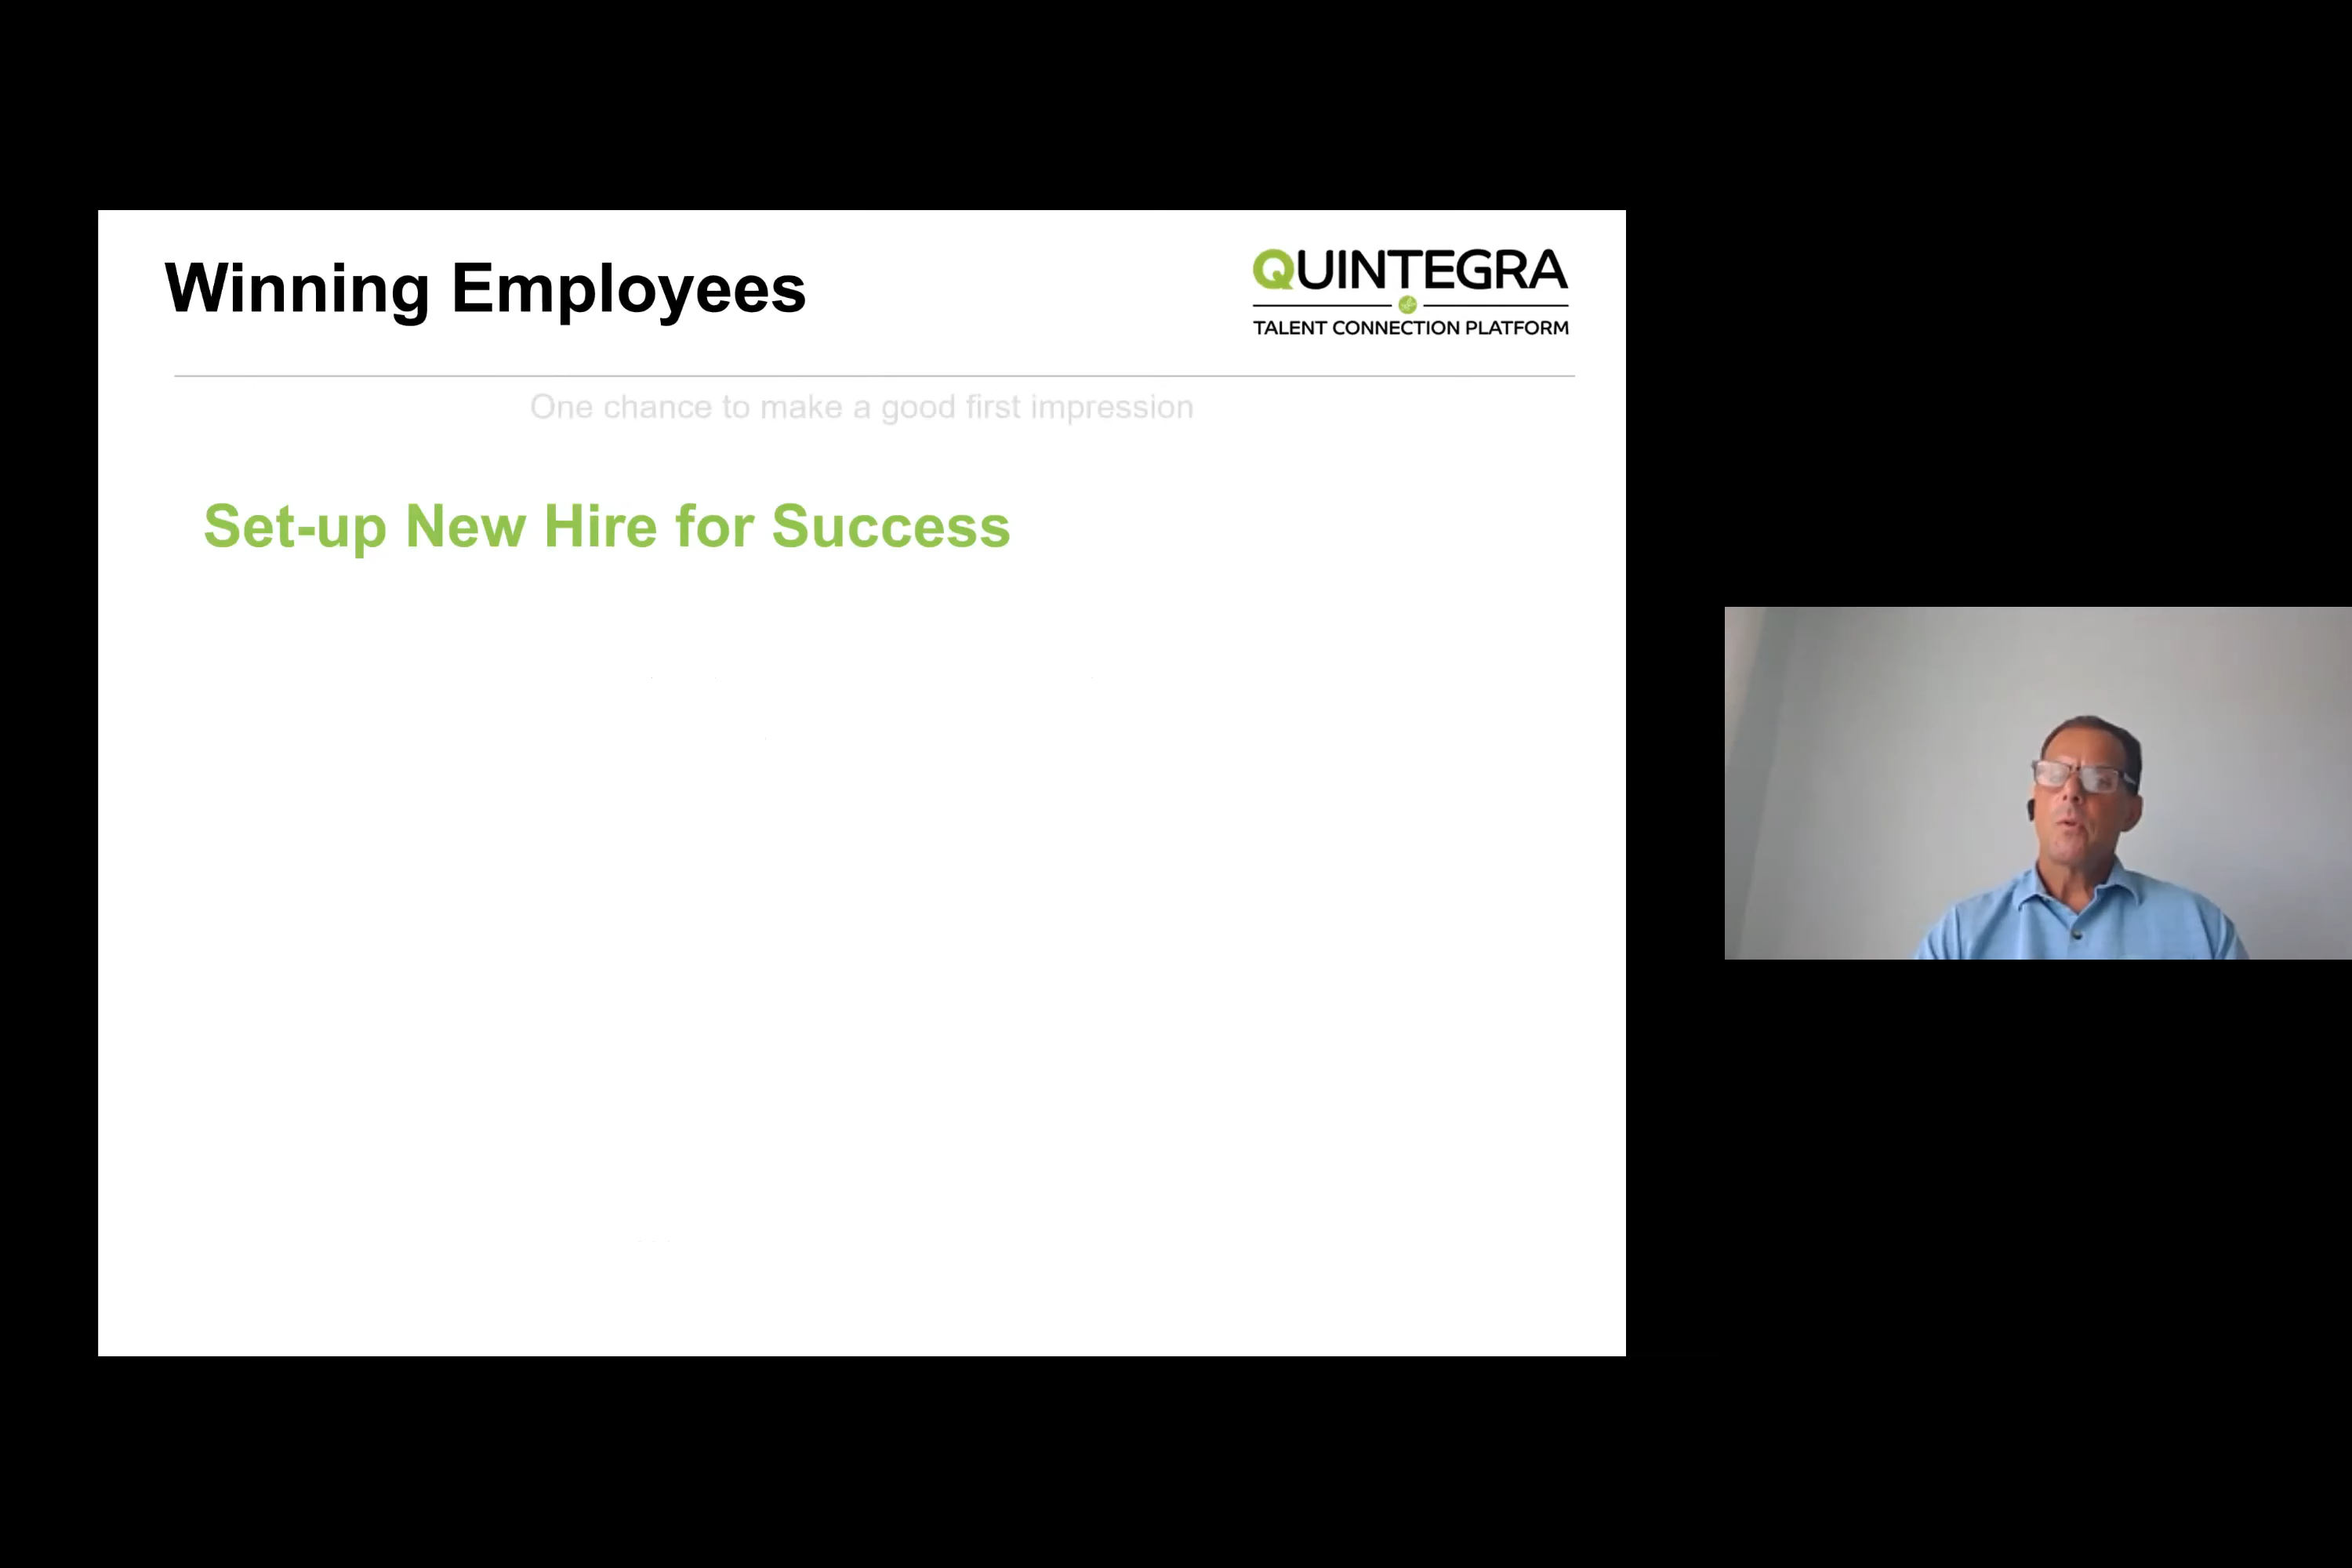 Winning Employees
QUINTEGRA
TALENT CONNECTION PLATFORM
One chance to make a good first impression
Set-up New Hire for Success